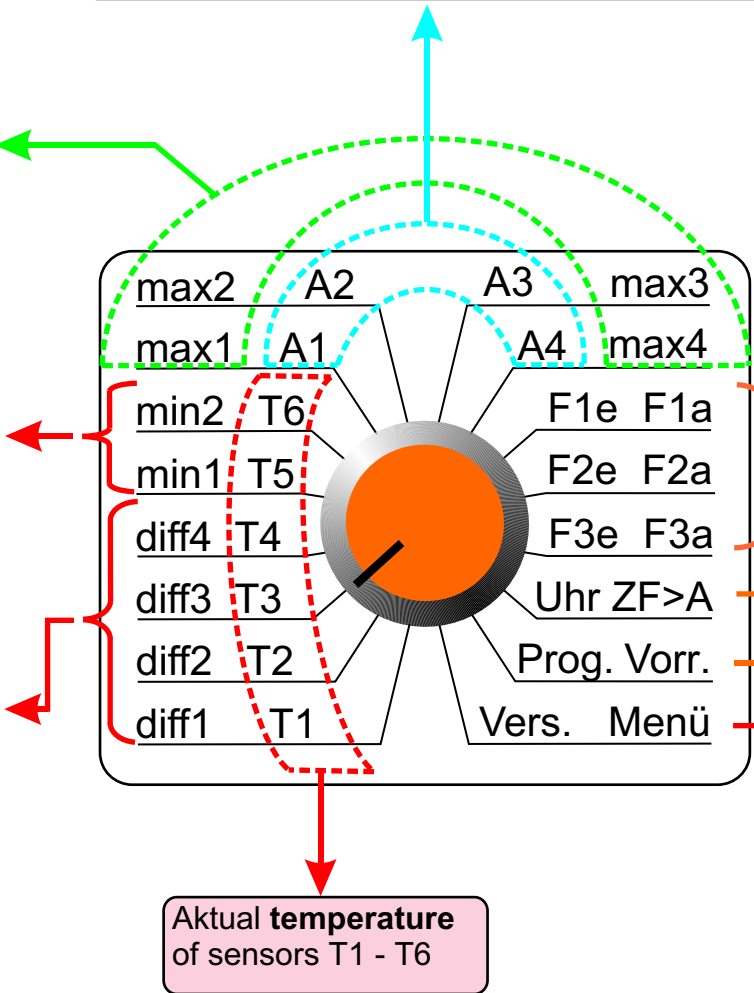 max2 A2 A3 max3
max1 A1 A4 max4
min2 T6 F1e F1a
min1 T5 F2e F2a
diff4 T4 F3e F3a
diff3 T3 Uhr ZF>A
diff2 T2 Prog. Vorr.
diff1 T1 Vers. Menü
Aktual temperature
of sensors T1 - T6